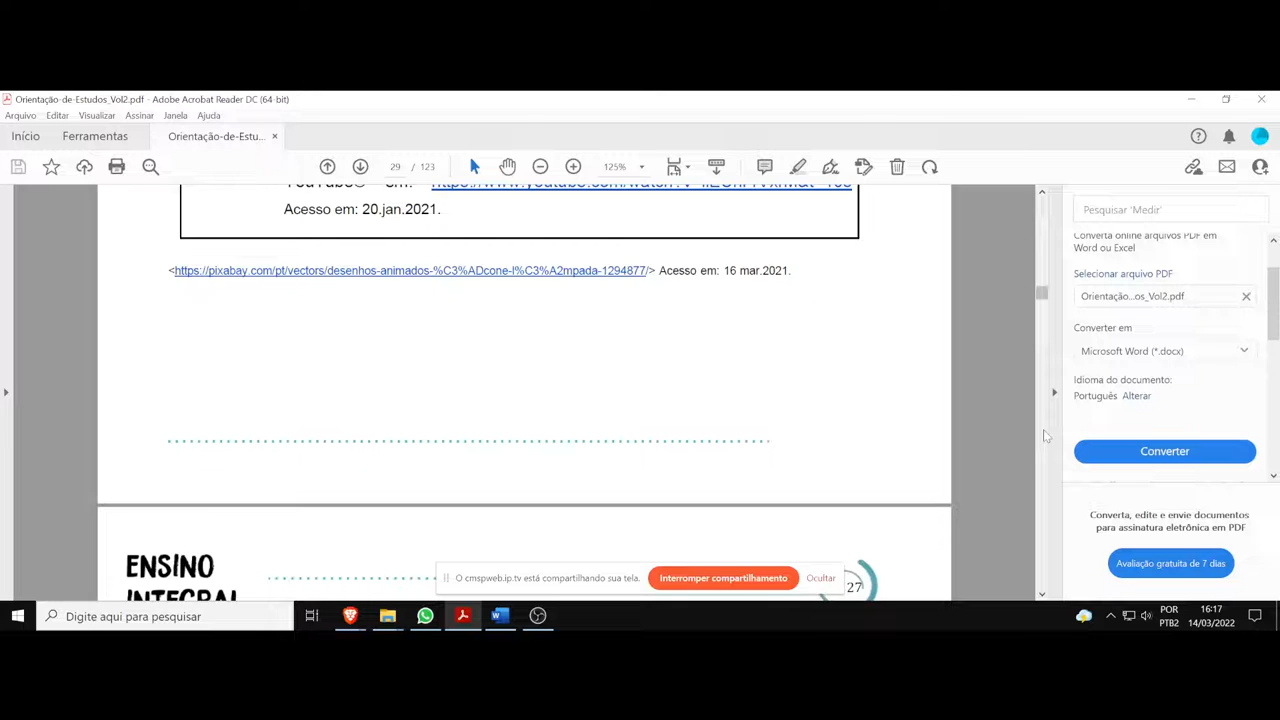 Orientação-de-Estudos_Vol2.pdf - Adobe Acrobat Reader DC (64-bit)
Arquivo Editar Visualizar Assinar Janela Ajuda
Início Ferramentas Orientação-de-Estu... ×
29 / 123 125%
Acesso em: 20.jan.2021.
<https://pixabay.com/pt/vectors/desenhos-animados-%C3%ADcone-l%C3%A2mpada-1294877/> Acesso em: 16 mar.2021.
ENSINO
INTEGRAL
27
Pesquisar 'Medir'
Converta online arquivos PDF em
Word ou Excel
Selecionar arquivo PDF
Orientação...os_Vol2.pdf
Converter em
Microsoft Word (*.docx)
Idioma do documento:
Português Alterar
Converter
Converta, edite e envie documentos
para assinatura eletrônica em PDF
Avaliação gratuita de 7 dias
O cmspweb.ip.tv está compartilhando sua tela. Interromper compartilhamento Ocultar
Digite aqui para pesquisar
POR 16:17
PTB2 14/03/2022